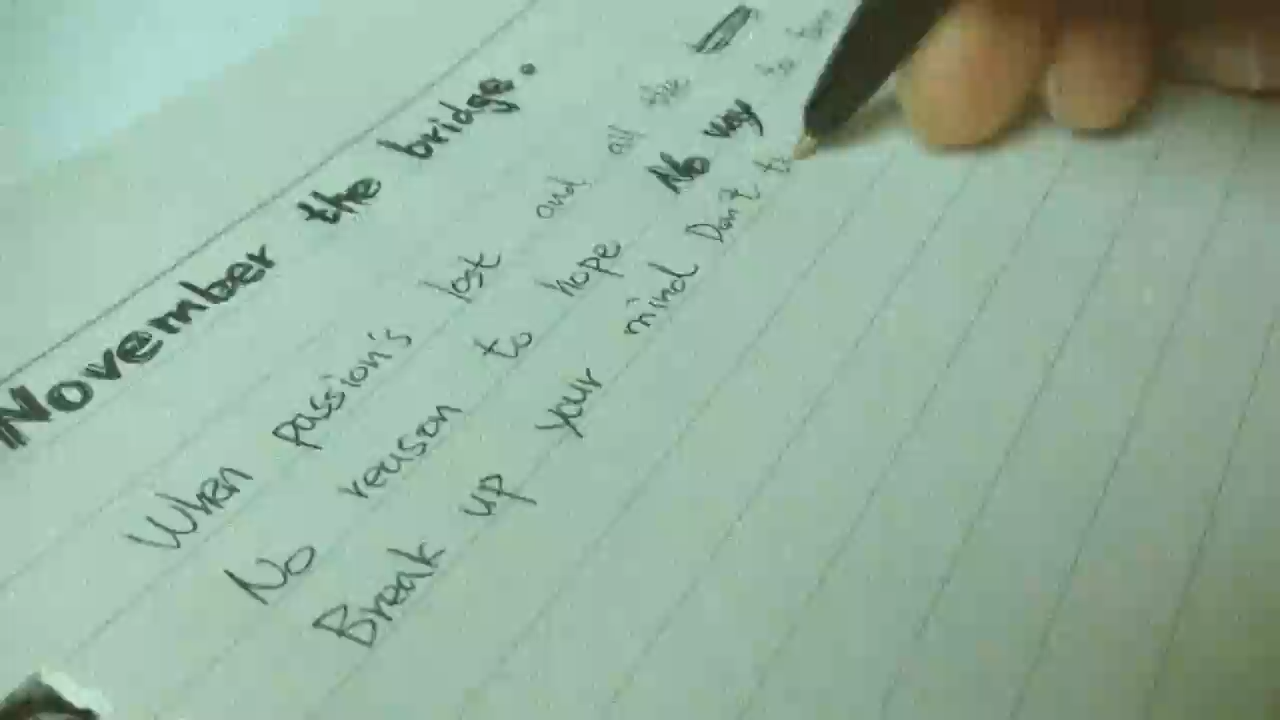 November the bridge.
When passion's lost and all the
No reason to hope No way to
Break up your mind Don't